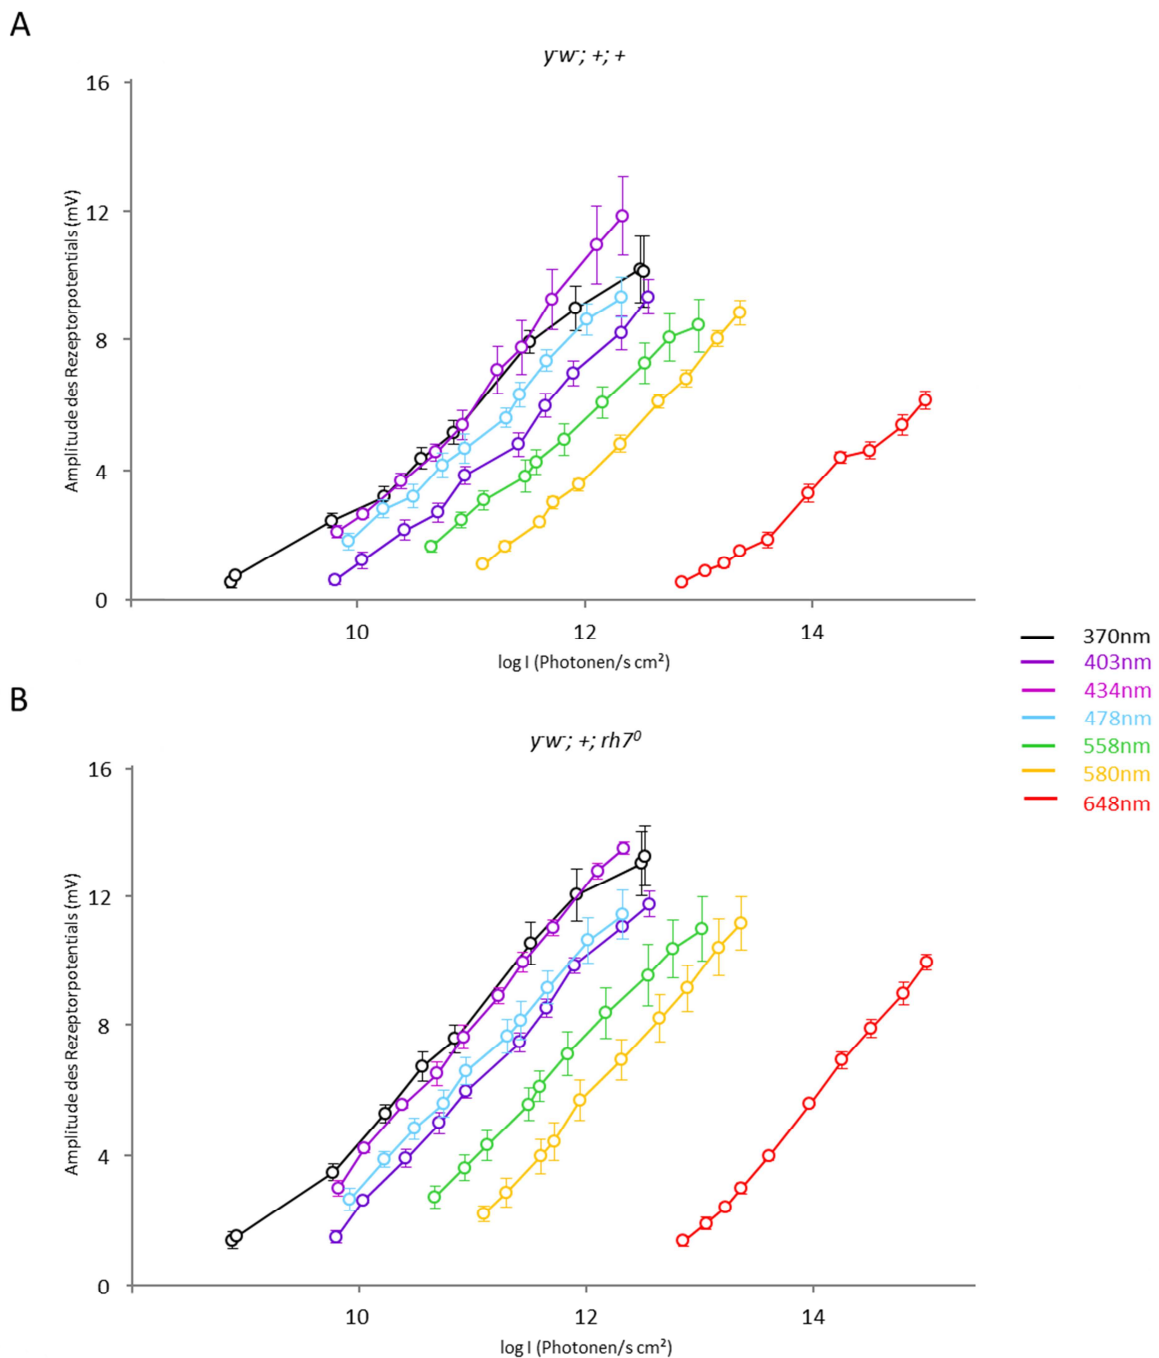 A
y⁻w⁻; +; +
16
12
8
4
0
10 12 14
Amplitude des Rezeptorpotentials (mV)
log I (Photonen/s cm²)
370nm
403nm
434nm
478nm
558nm
580nm
648nm
B
y⁻w⁻; +; rh7⁰
16
12
8
4
0
10 12 14
Amplitude des Rezeptorpotentials (mV)
log I (Photonen/s cm²)